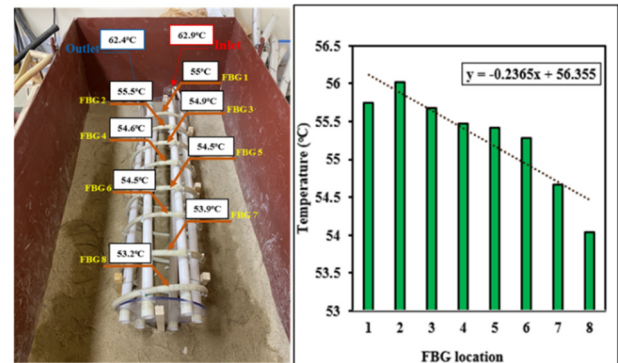 62.4°C
62.9°C
Outlet
Inlet
55°C
FBG 1
55.5°C
FBG 2
54.9°C
FBG 3
54.6°C
FBG 4
54.5°C
FBG 5
54.5°C
FBG 6
53.9°C
FBG 7
53.2°C
FBG 8
56.5
56
55.5
55
54.5
54
53.5
53
Temperature (°C)
y = -0.2365x + 56.355
1 2 3 4 5 6 7 8
FBG location